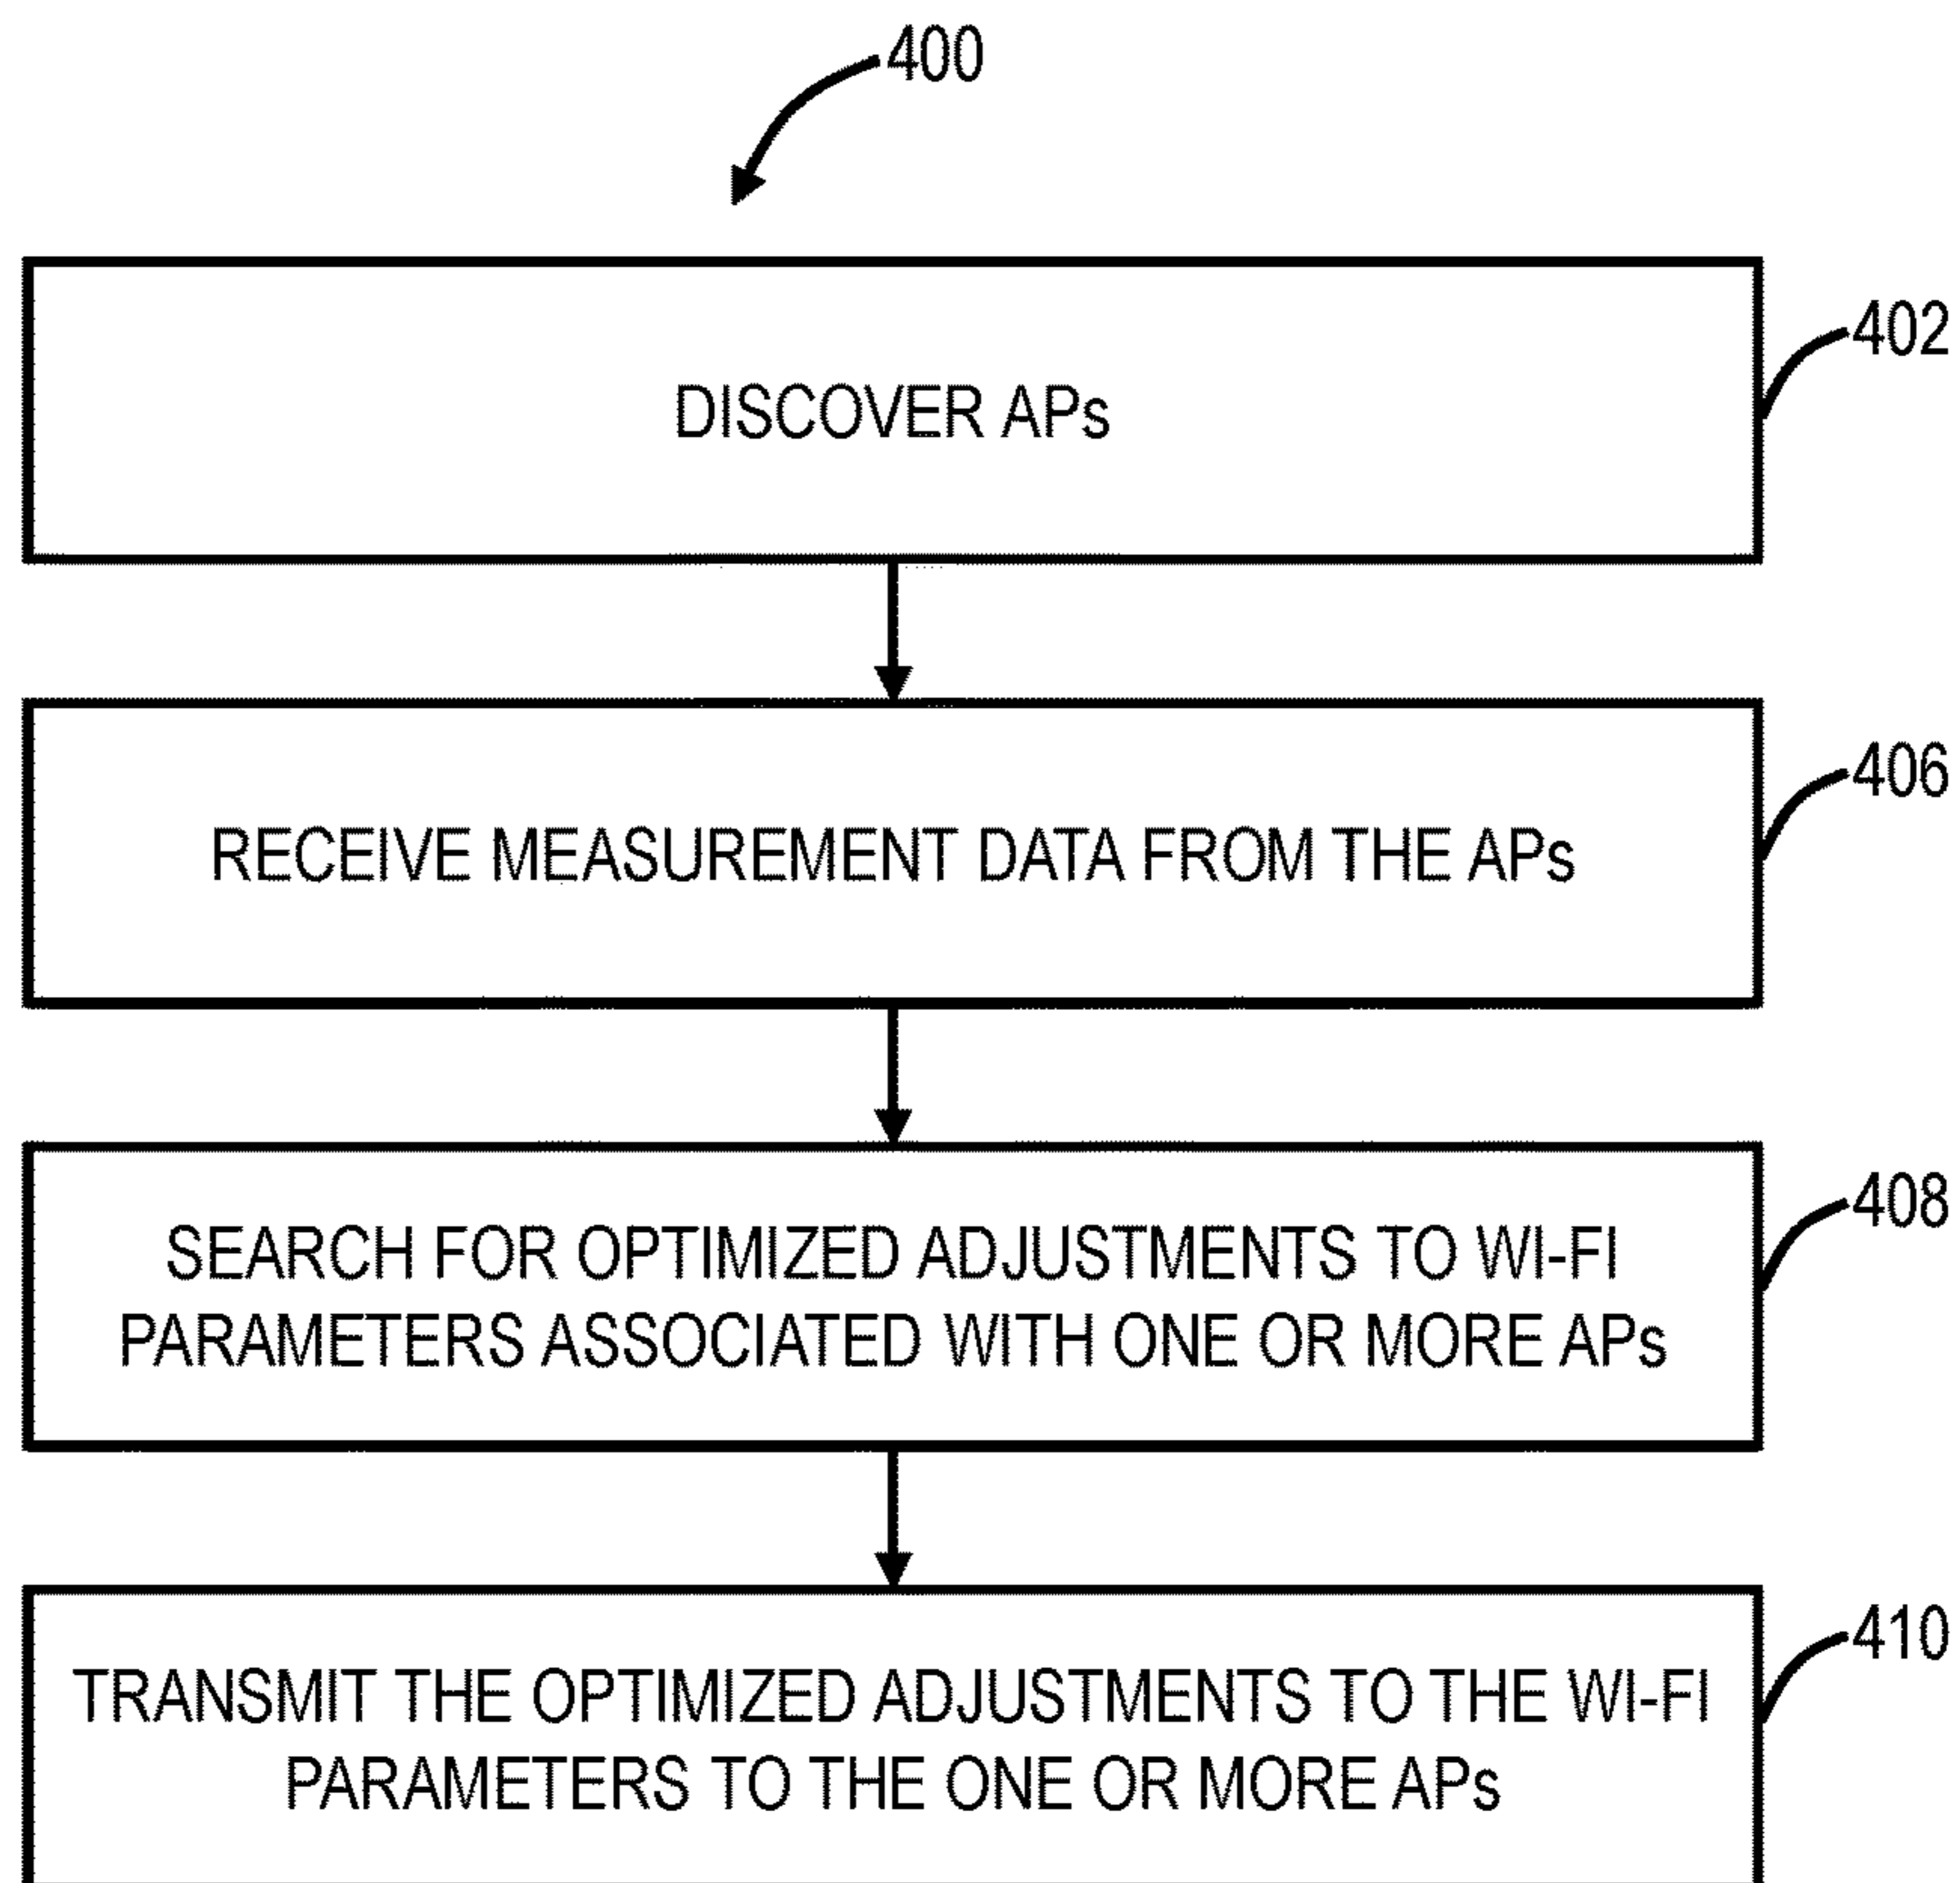 400
DISCOVER APs
402
RECEIVE MEASUREMENT DATA FROM THE APs
406
SEARCH FOR OPTIMIZED ADJUSTMENTS TO WI-FI
PARAMETERS ASSOCIATED WITH ONE OR MORE APs
408
TRANSMIT THE OPTIMIZED ADJUSTMENTS TO THE WI-FI
PARAMETERS TO THE ONE OR MORE APs
410